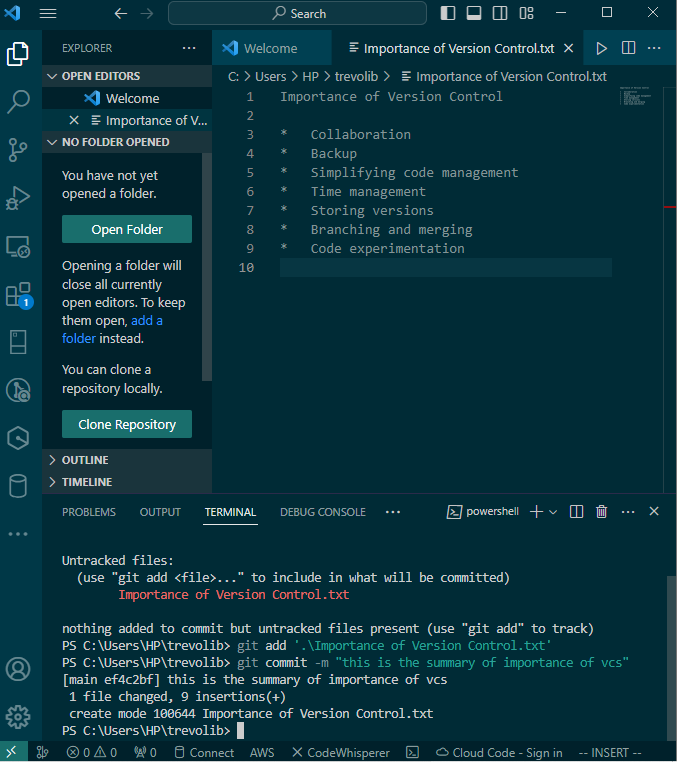 Search
EXPLORER
Welcome
Importance of Version Control.txt
OPEN EDITORS
Welcome
Importance of V...
NO FOLDER OPENED
You have not yet
opened a folder.
Open Folder
Opening a folder will
close all currently
open editors. To keep
them open, add a
folder instead.
You can clone a
repository locally.
Clone Repository
OUTLINE
TIMELINE
1
C: > Users > HP > trevolib > Importance of Version Control.txt
1 Importance of Version Control
2
3 * Collaboration
4 * Backup
5 * Simplifying code management
6 * Time management
7 * Storing versions
8 * Branching and merging
9 * Code experimentation
10
PROBLEMS OUTPUT TERMINAL DEBUG CONSOLE ... powershell
Untracked files:
(use "git add <file>..." to include in what will be committed)
Importance of Version Control.txt
nothing added to commit but untracked files present (use "git add" to track)
PS C:\Users\HP\trevolib> git add '.\Importance of Version Control.txt'
PS C:\Users\HP\trevolib> git commit -m "this is the summary of importance of vcs"
[main ef4c2bf] this is the summary of importance of vcs
1 file changed, 9 insertions(+)
create mode 100644 Importance of Version Control.txt
PS C:\Users\HP\trevolib>
0 0 0 Connect AWS CodeWhisperer Cloud Code - Sign in -- INSERT --